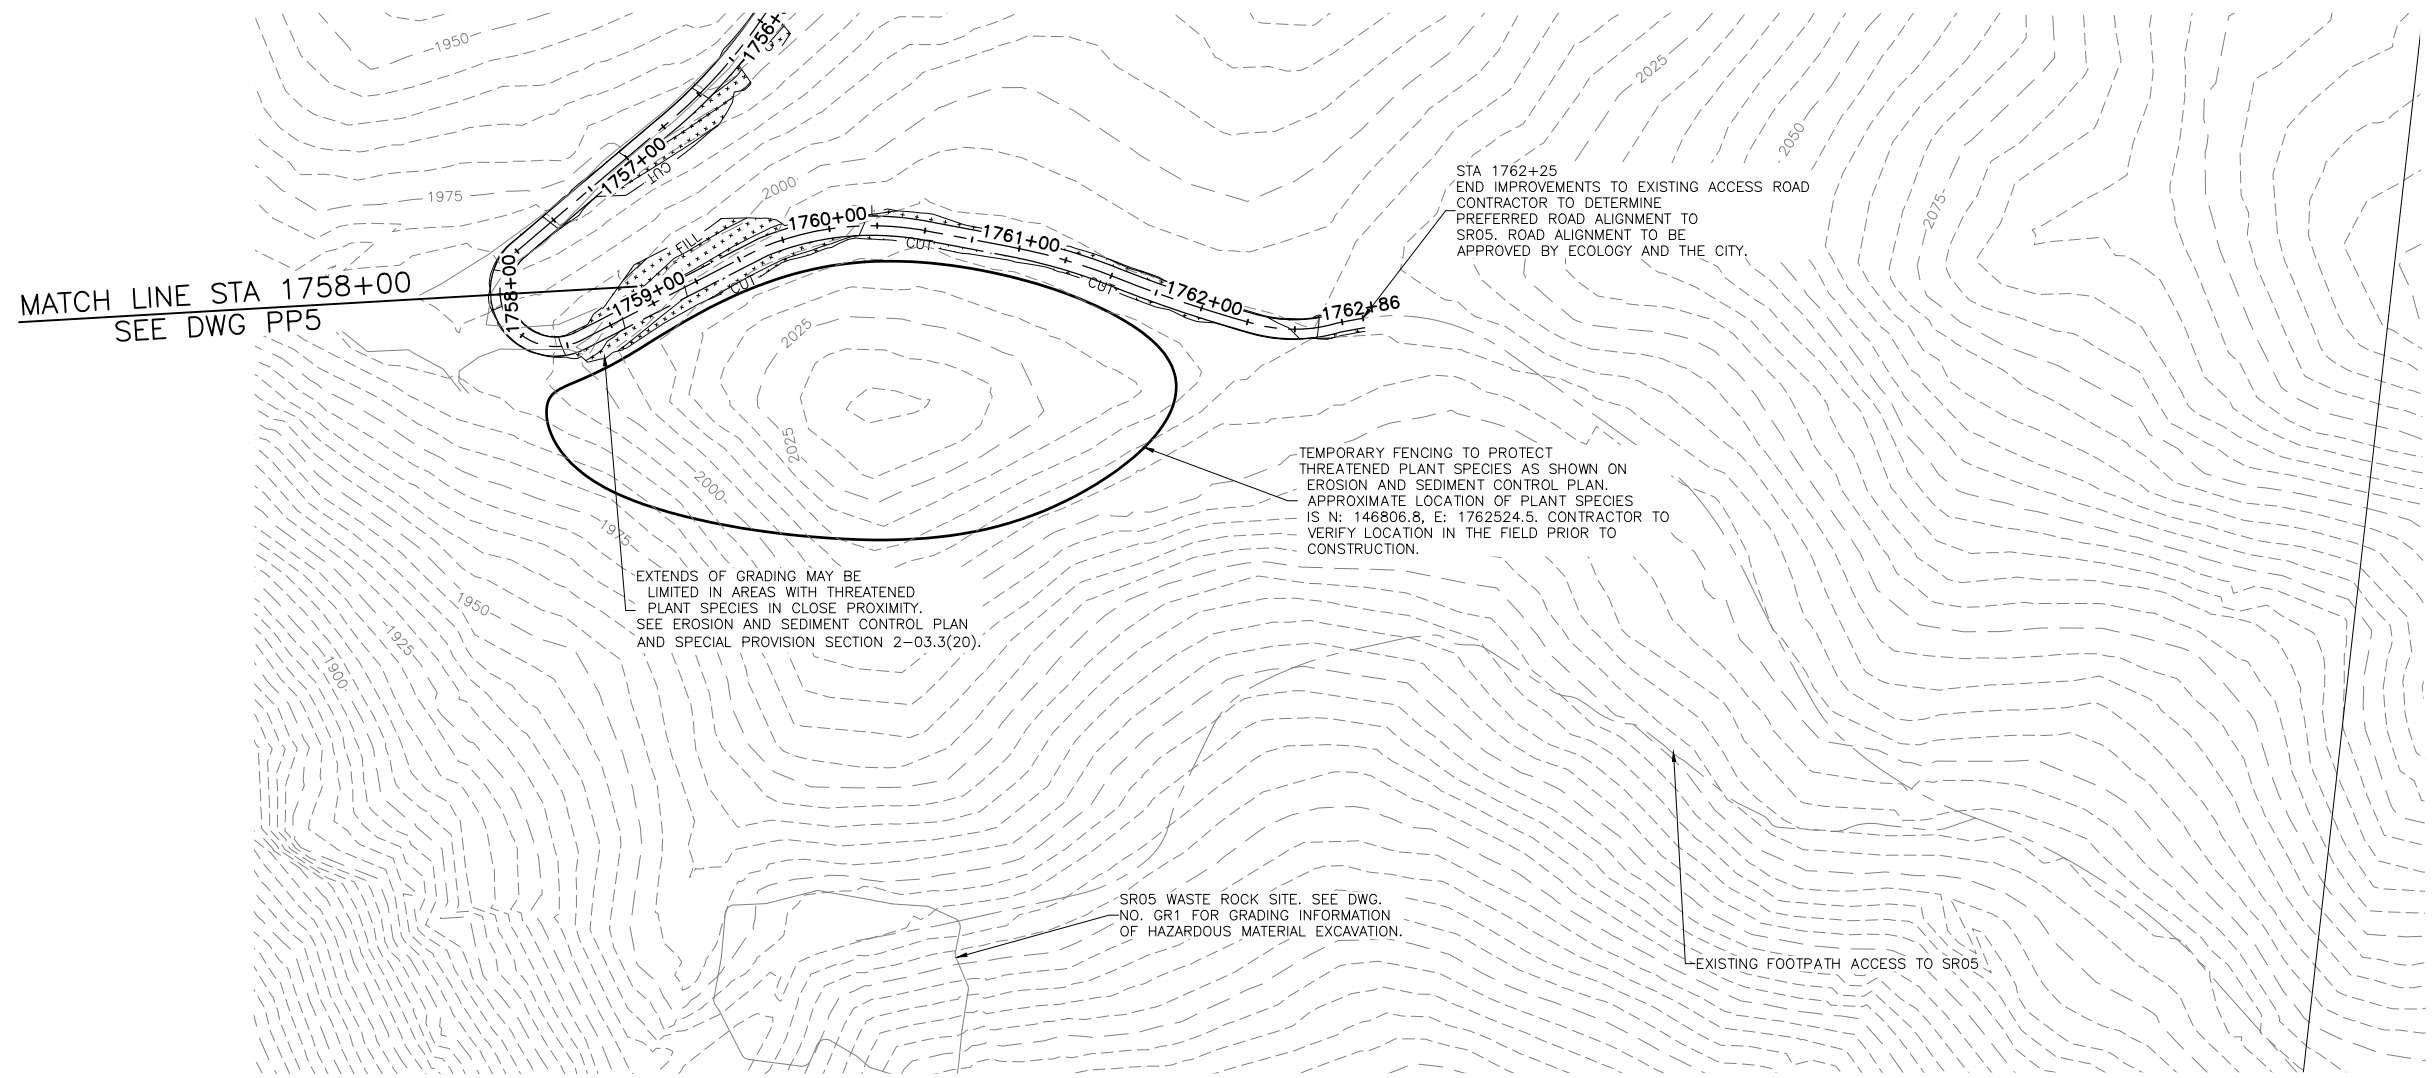 1950
1756+
CUT
2025
2050
1757+00
CUT
1975
2000
2075
STA 1762+25
END IMPROVEMENTS TO EXISTING ACCESS ROAD
CONTRACTOR TO DETERMINE
PREFERRED ROAD ALIGNMENT TO
SR05. ROAD ALIGNMENT TO BE
APPROVED BY ECOLOGY AND THE CITY.
1760+00
1761+00
FILL
CUT
1758+00
1759+00
CUT
CUT
1762+00
1762+86
MATCH LINE STA 1758+00
SEE DWG PP5
2025
2025
2000
1975
TEMPORARY FENCING TO PROTECT
THREATENED PLANT SPECIES AS SHOWN ON
EROSION AND SEDIMENT CONTROL PLAN.
APPROXIMATE LOCATION OF PLANT SPECIES
IS N: 146806.8, E: 1762524.5. CONTRACTOR TO
VERIFY LOCATION IN THE FIELD PRIOR TO
CONSTRUCTION.
EXTENDS OF GRADING MAY BE
LIMITED IN AREAS WITH THREATENED
PLANT SPECIES IN CLOSE PROXIMITY.
SEE EROSION AND SEDIMENT CONTROL PLAN
AND SPECIAL PROVISION SECTION 2-03.3(20).
1950
1925
1900
SR05 WASTE ROCK SITE. SEE DWG.
NO. GR1 FOR GRADING INFORMATION
OF HAZARDOUS MATERIAL EXCAVATION.
EXISTING FOOTPATH ACCESS TO SR05